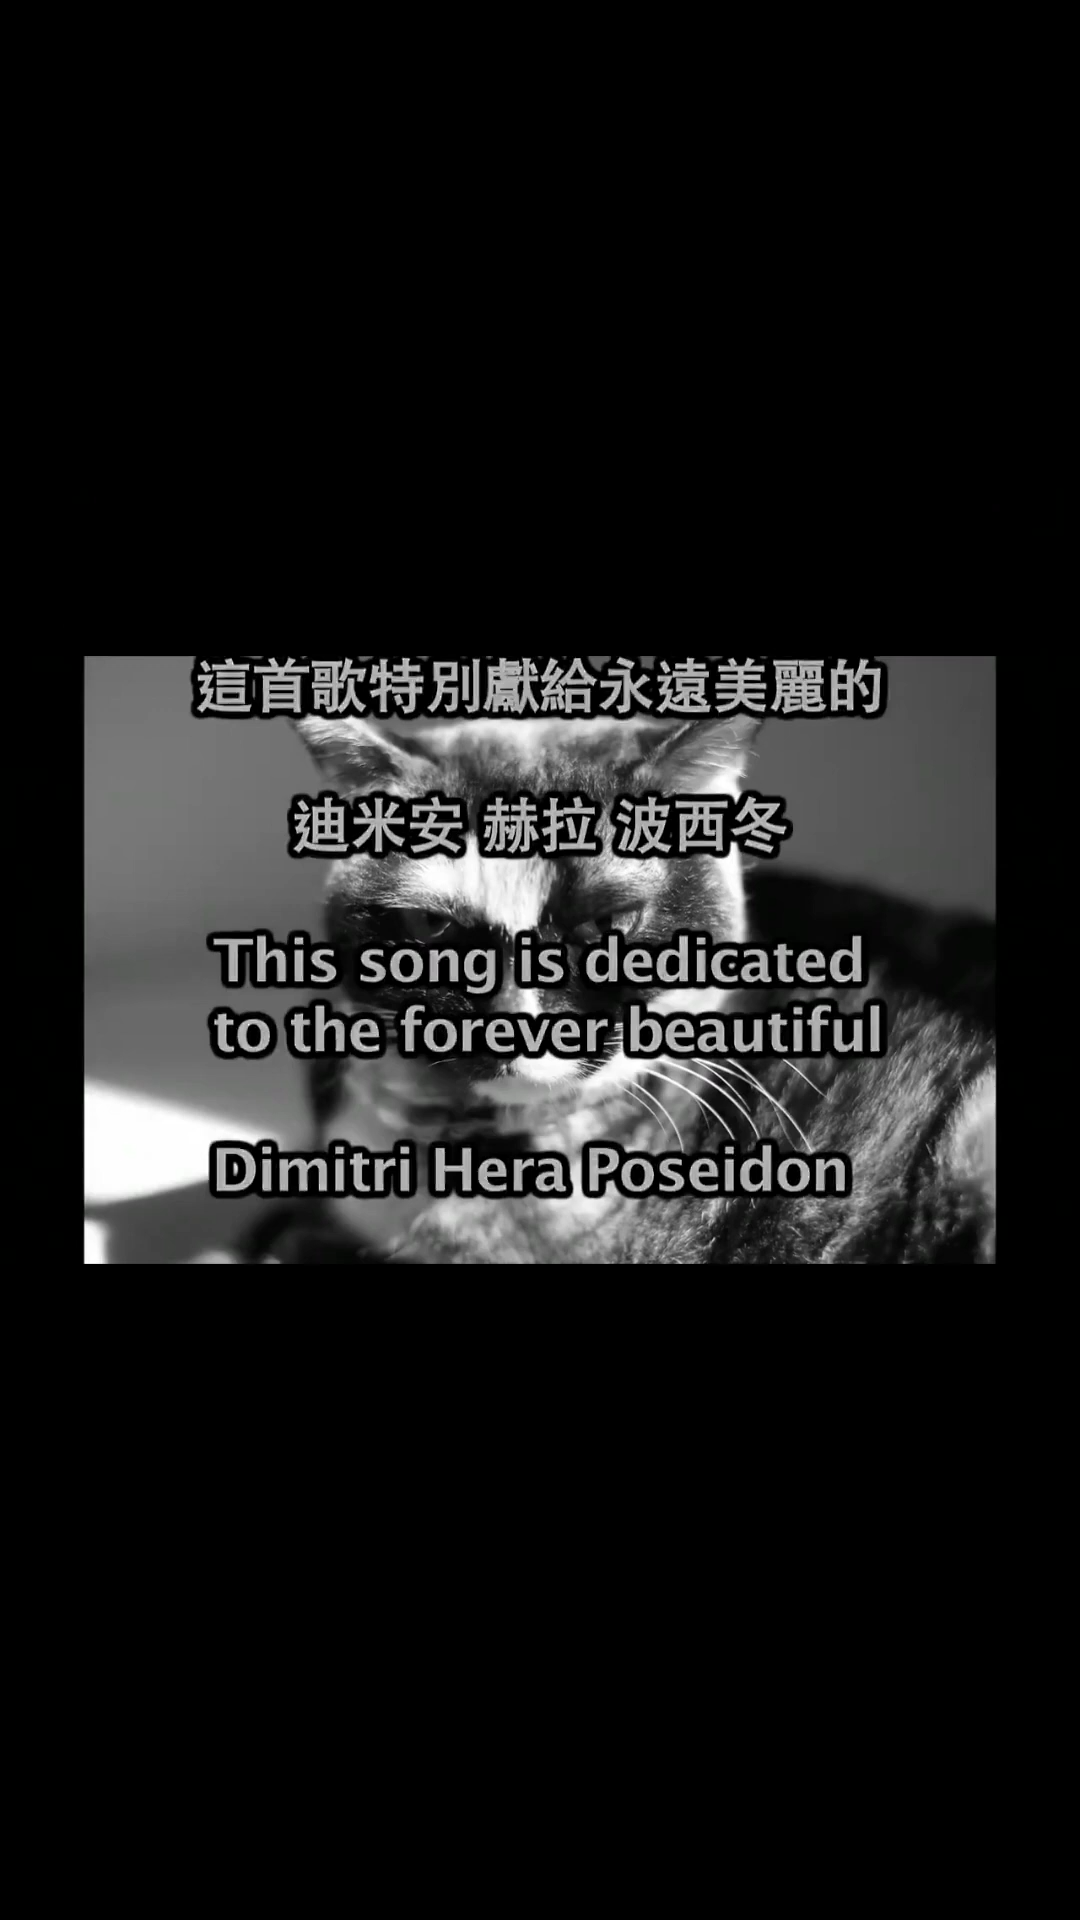 這首歌特別獻給永遠美麗的
迪米安 赫拉 波西冬
This song is dedicated
to the forever beautiful
Dimitri Hera Poseidon